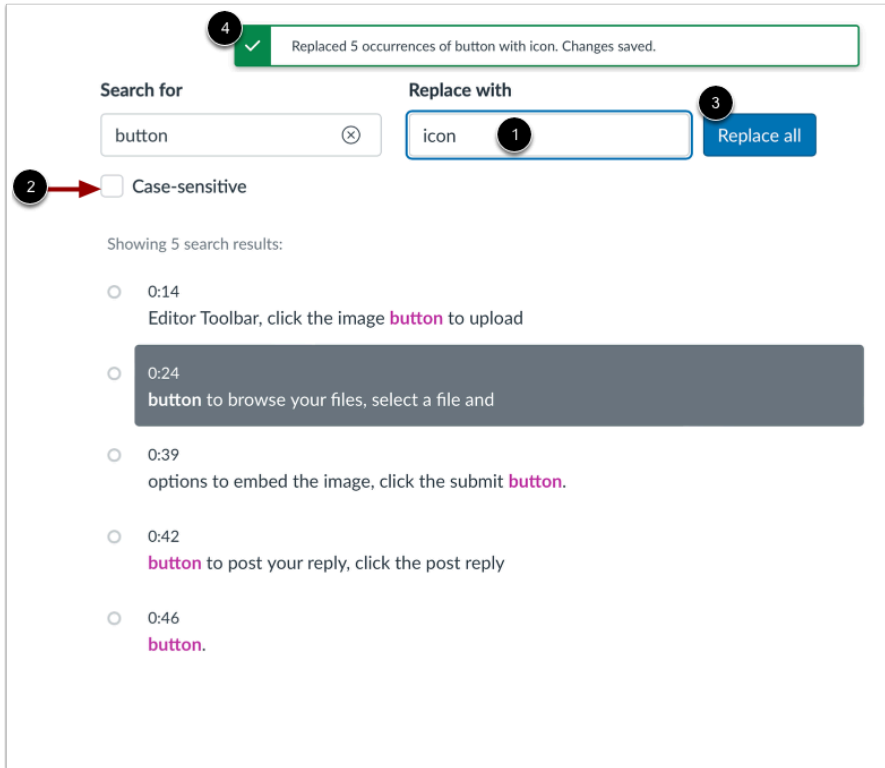 4
Replaced 5 occurrences of button with icon. Changes saved.
Search for
Replace with
button
icon
1
3
Replace all
2
Case-sensitive
Showing 5 search results:
0:14
Editor Toolbar, click the image button to upload
0:24
button to browse your files, select a file and
0:39
options to embed the image, click the submit button.
0:42
button to post your reply, click the post reply
0:46
button.